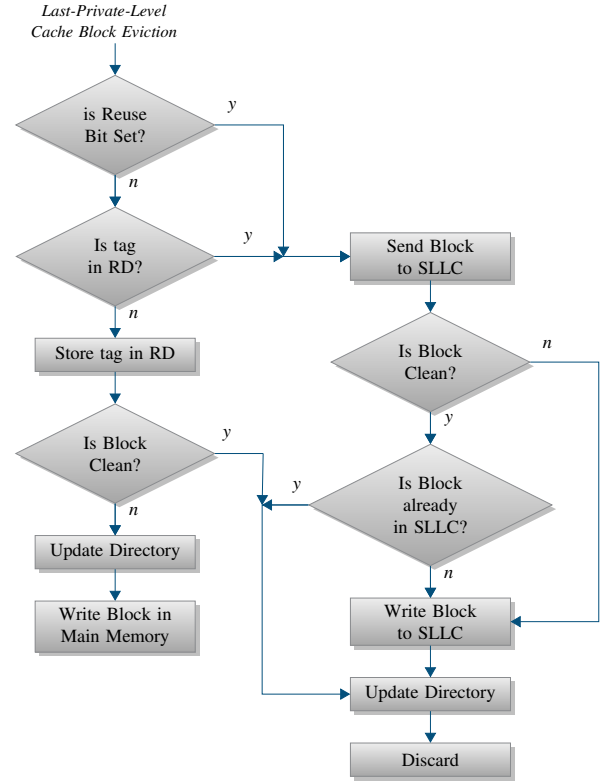 Last-Private-Level
Cache Block Eviction
is Reuse
Bit Set?
y
n
Is tag
in RD?
y
n
Store tag in RD
Is Block
Clean?
y
n
Update Directory
Write Block in
Main Memory
Send Block
to SLLC
Is Block
Clean?
n
y
Is Block
already
in SLLC?
y
n
Write Block
to SLLC
Update Directory
Discard